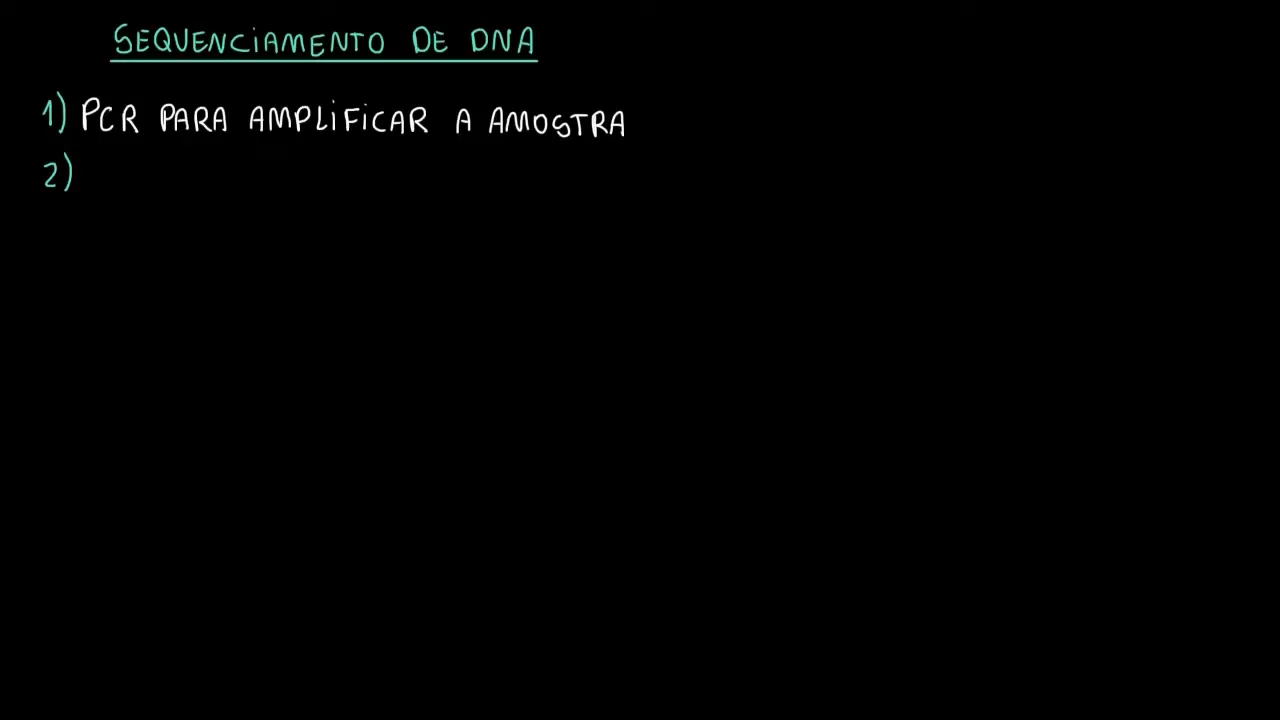 SEQUENCiAMENTO DE DNA
1) PCR PARA AMPLiFiCAR A AMOSTRA
2)